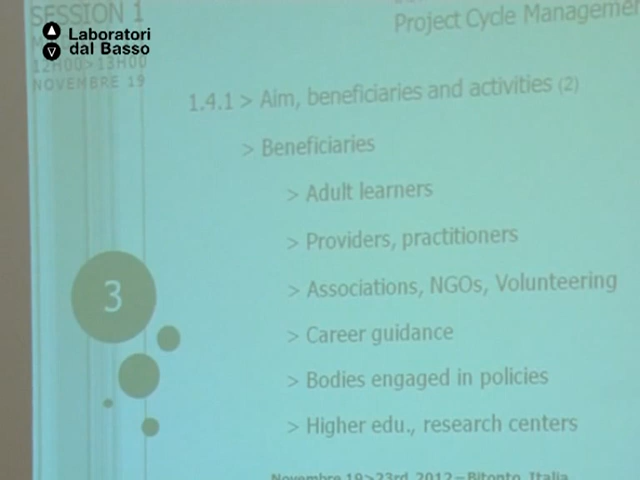 SESSION 1
Laboratori
dal Basso
12H00>13H00
NOVEMBRE 19
Project Cycle Managemen
1.4.1 > Aim, beneficiaries and activities (2)
> Beneficiaries
> Adult learners
> Providers, practitioners
> Associations, NGOs, Volunteering
> Career guidance
> Bodies engaged in policies
> Higher edu., research centers
3
Novembre 19>23rd, 2012 – Bitonto, Italia